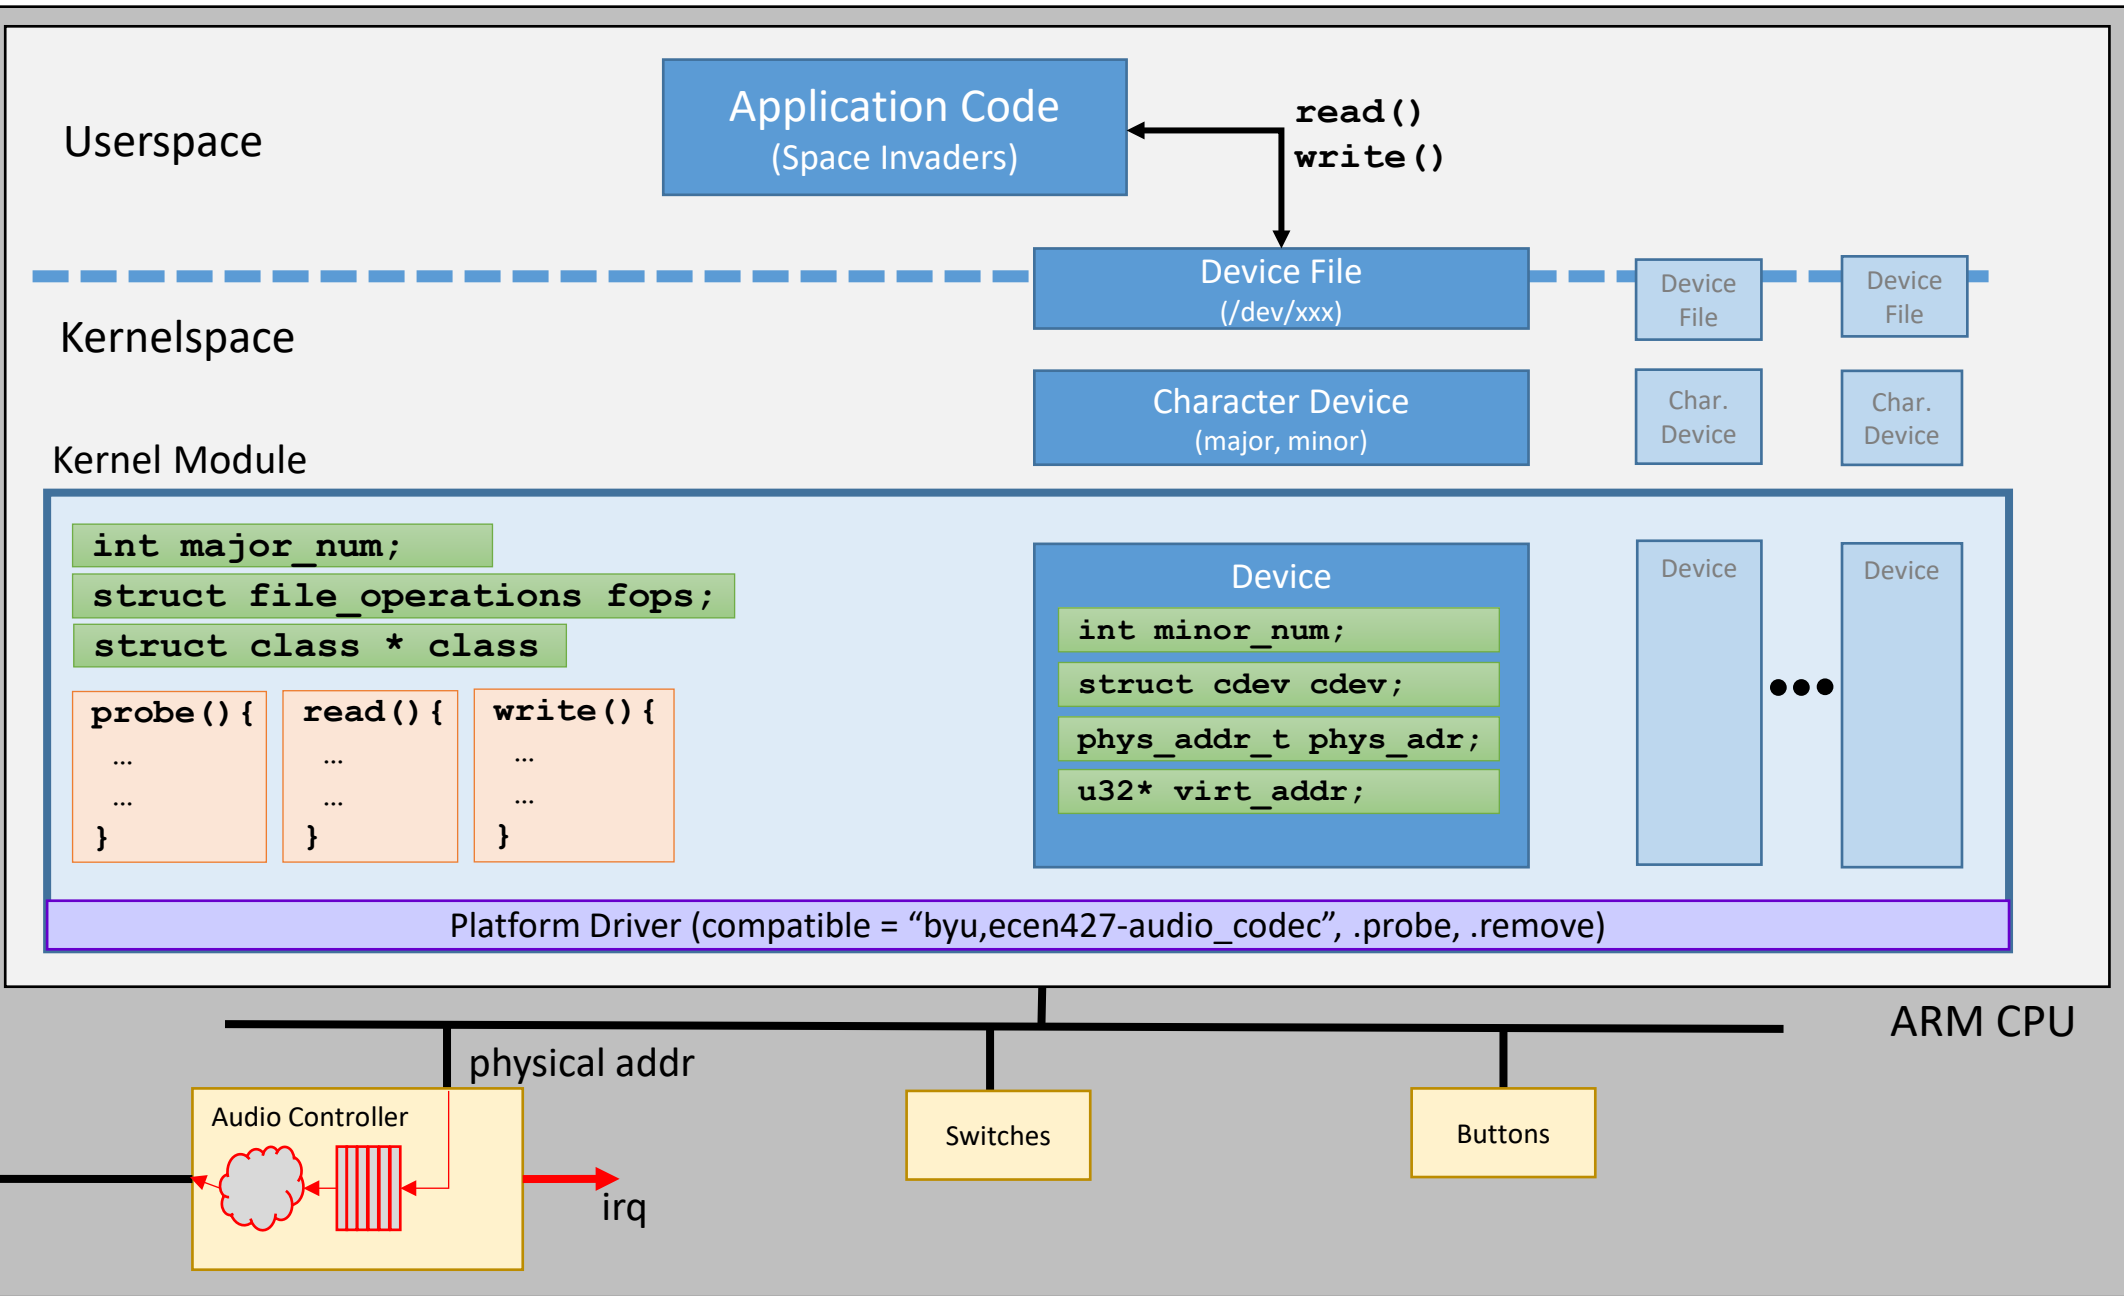 Application Code
(Space Invaders)
read()
write()
Userspace
Device File
(/dev/xxx)
Device
File
Device
File
Kernelspace
Character Device
(major, minor)
Char.
Device
Char.
Device
Kernel Module
int major_num;
struct file_operations fops;
struct class * class
probe(){
…
…
}
read(){
…
…
}
write(){
…
…
}
Device
int minor_num;
struct cdev cdev;
phys_addr_t phys_adr;
u32* virt_addr;
Device
Device
Platform Driver (compatible = “byu,ecen427-audio_codec”, .probe, .remove)
ARM CPU
physical addr
Audio Controller
irq
Switches
Buttons